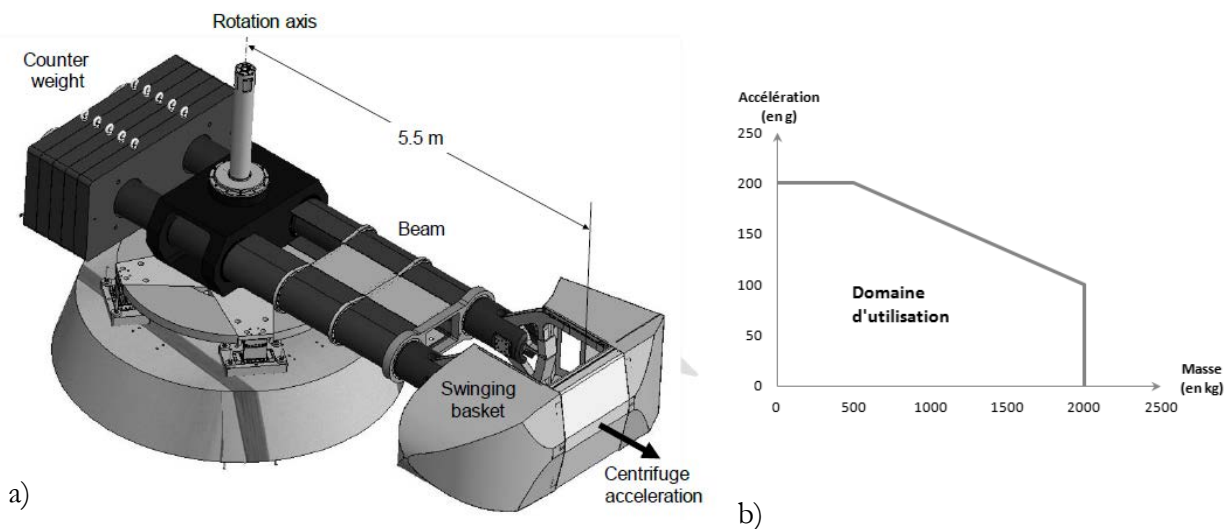 Rotation axis
Counter
weight
5.5 m
Beam
Swinging
basket
Centrifuge
acceleration
a)
Accélération
(en g)
250
200
150
100
50
0
Domaine
d'utilisation
Masse
(en kg)
0 500 1000 1500 2000 2500
b)